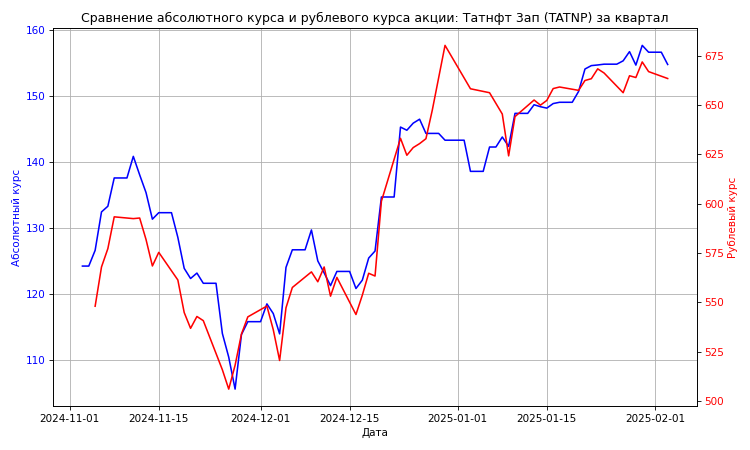 Сравнение абсолютного курса и рублевого курса акции: Татнфт 3ап (TATNP) за квартал
160
150
140
130
120
110
Абсолютный курс
675
650
625
600
575
550
525
500
Рублевый курс
2024-11-01 2024-11-15 2024-12-01 2024-12-15 2025-01-01 2025-01-15 2025-02-01
Дата